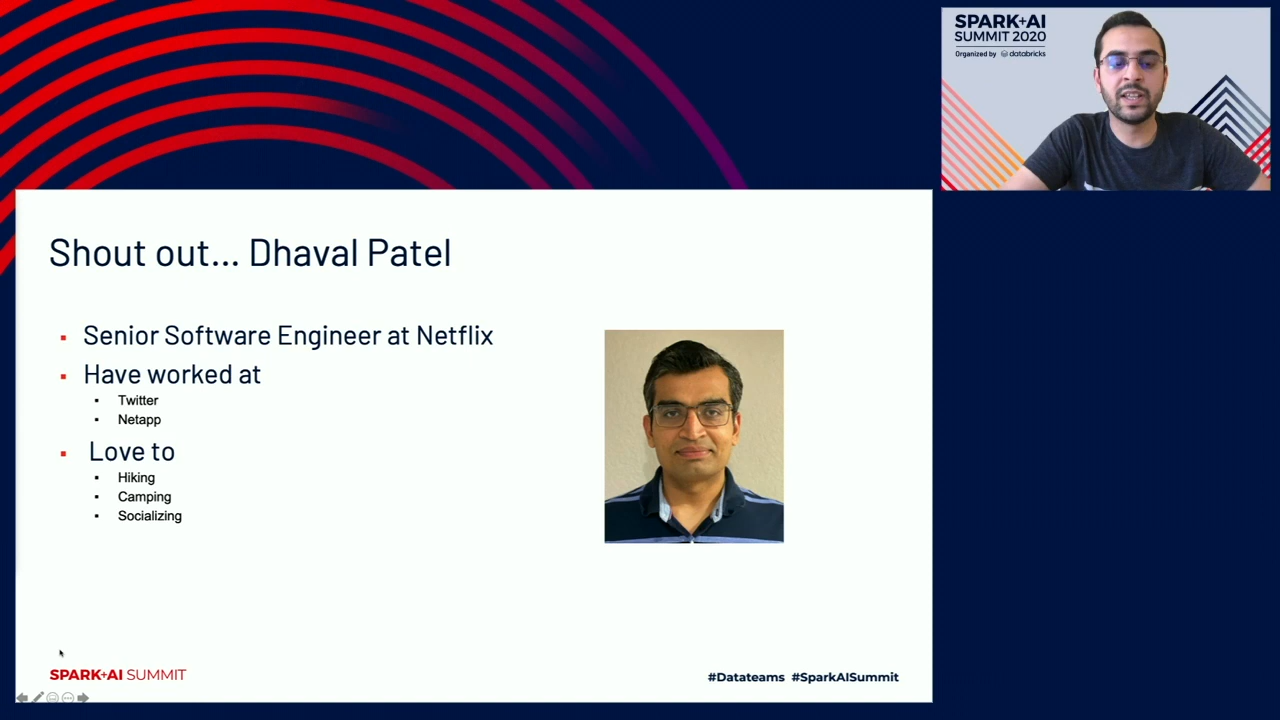 SPARK+AI
SUMMIT 2020
Organized by databricks
Shout out... Dhaval Patel
▪ Senior Software Engineer at Netflix
▪ Have worked at
▪ Twitter
▪ Netapp
▪ Love to
▪ Hiking
▪ Camping
▪ Socializing
SPARK+AI SUMMIT
#Datateams #SparkAISummit